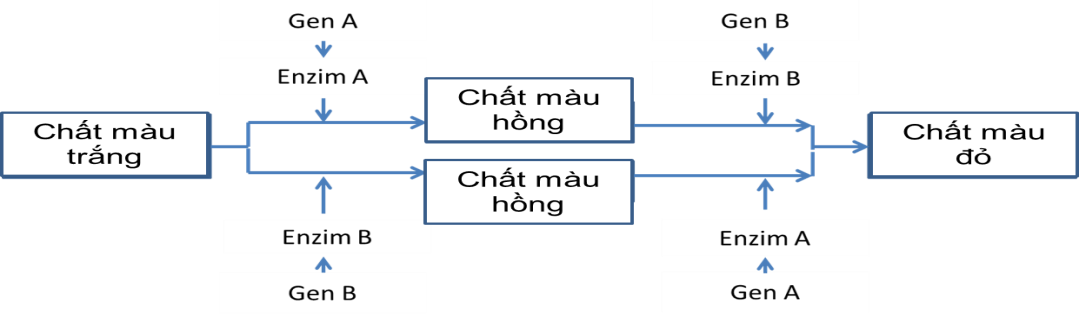 Gen A
Gen B
Enzim A
Enzim B
Chất màu
hồng
Chất màu
trắng
Chất màu
đỏ
Chất màu
hồng
Enzim B
Enzim A
Gen B
Gen A